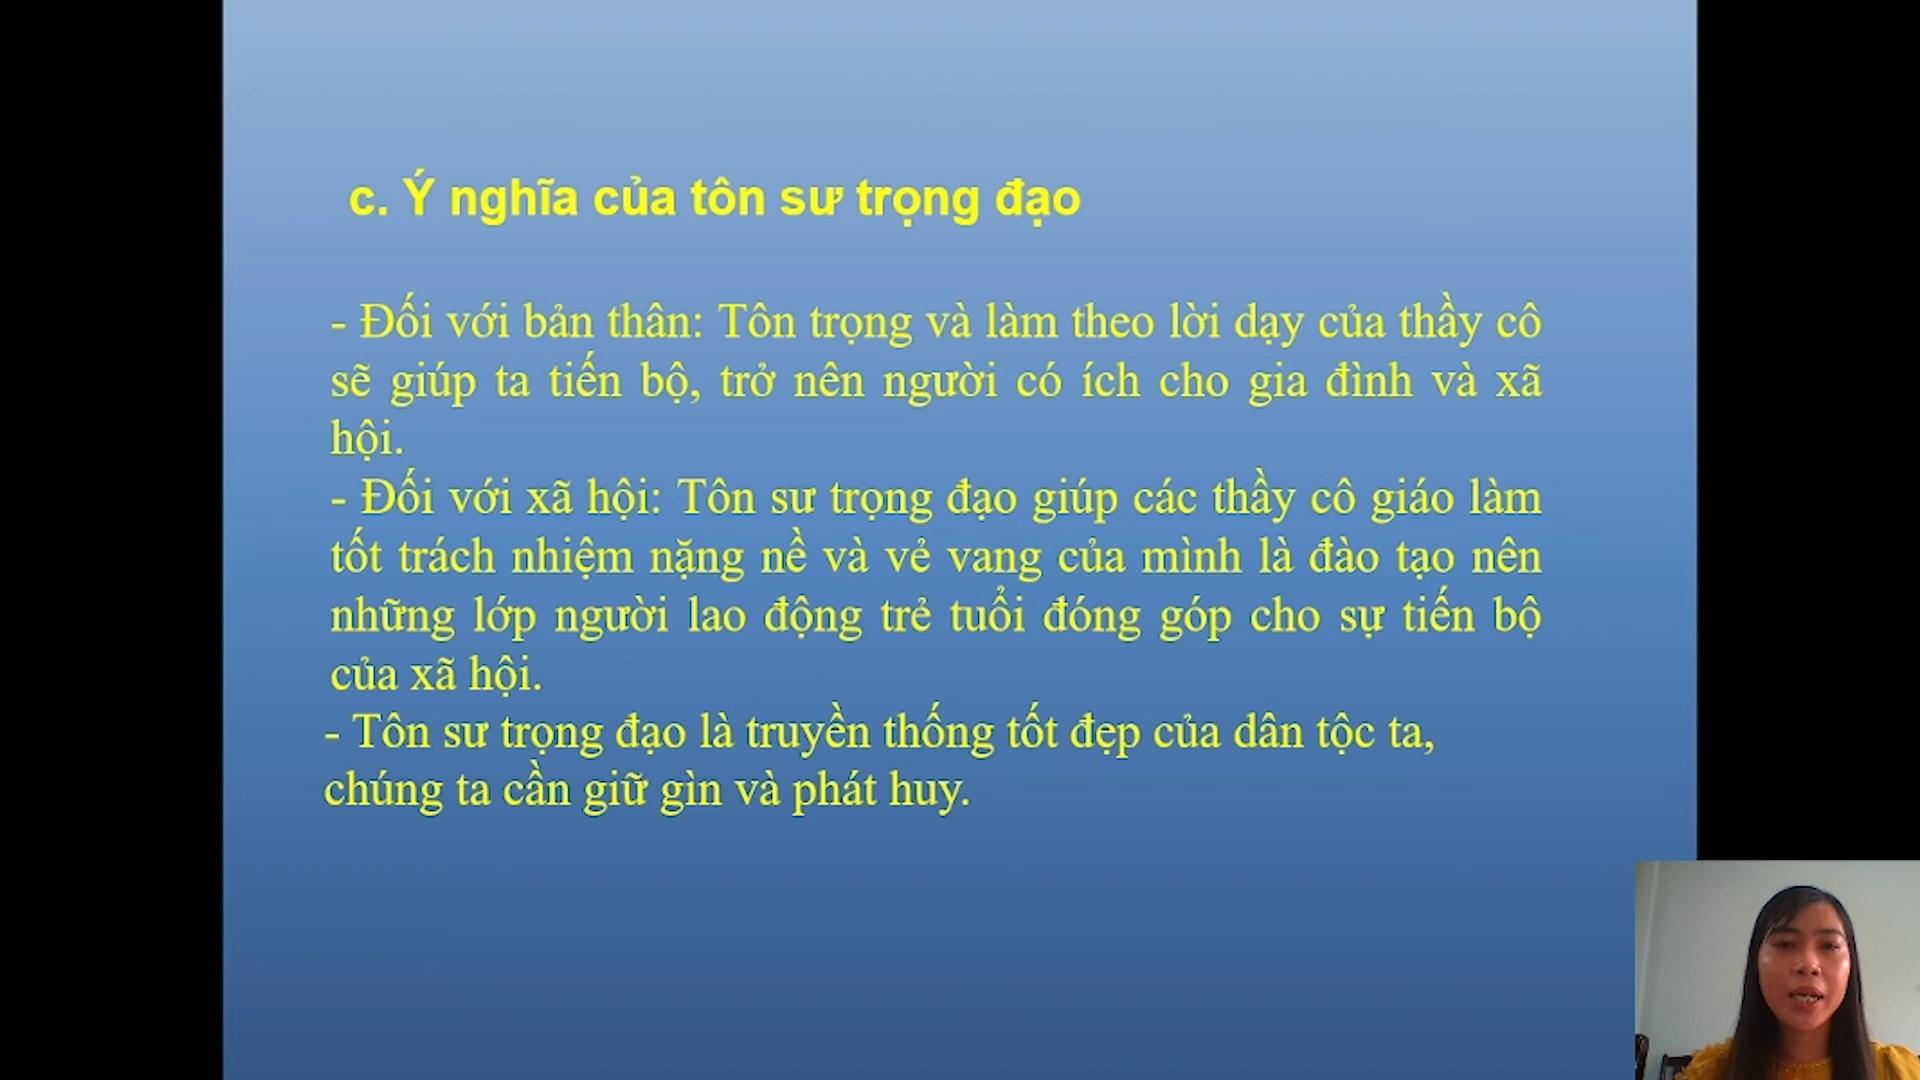 c. Ý nghĩa của tôn sư trọng đạo
- Đối với bản thân: Tôn trọng và làm theo lời dạy của thầy cô
sẽ giúp ta tiến bộ, trở nên người có ích cho gia đình và xã
hội.
- Đối với xã hội: Tôn sư trọng đạo giúp các thầy cô giáo làm
tốt trách nhiệm nặng nề và vẻ vang của mình là đào tạo nên
những lớp người lao động trẻ tuổi đóng góp cho sự tiến bộ
của xã hội.
- Tôn sư trọng đạo là truyền thống tốt đẹp của dân tộc ta,
chúng ta cần giữ gìn và phát huy.